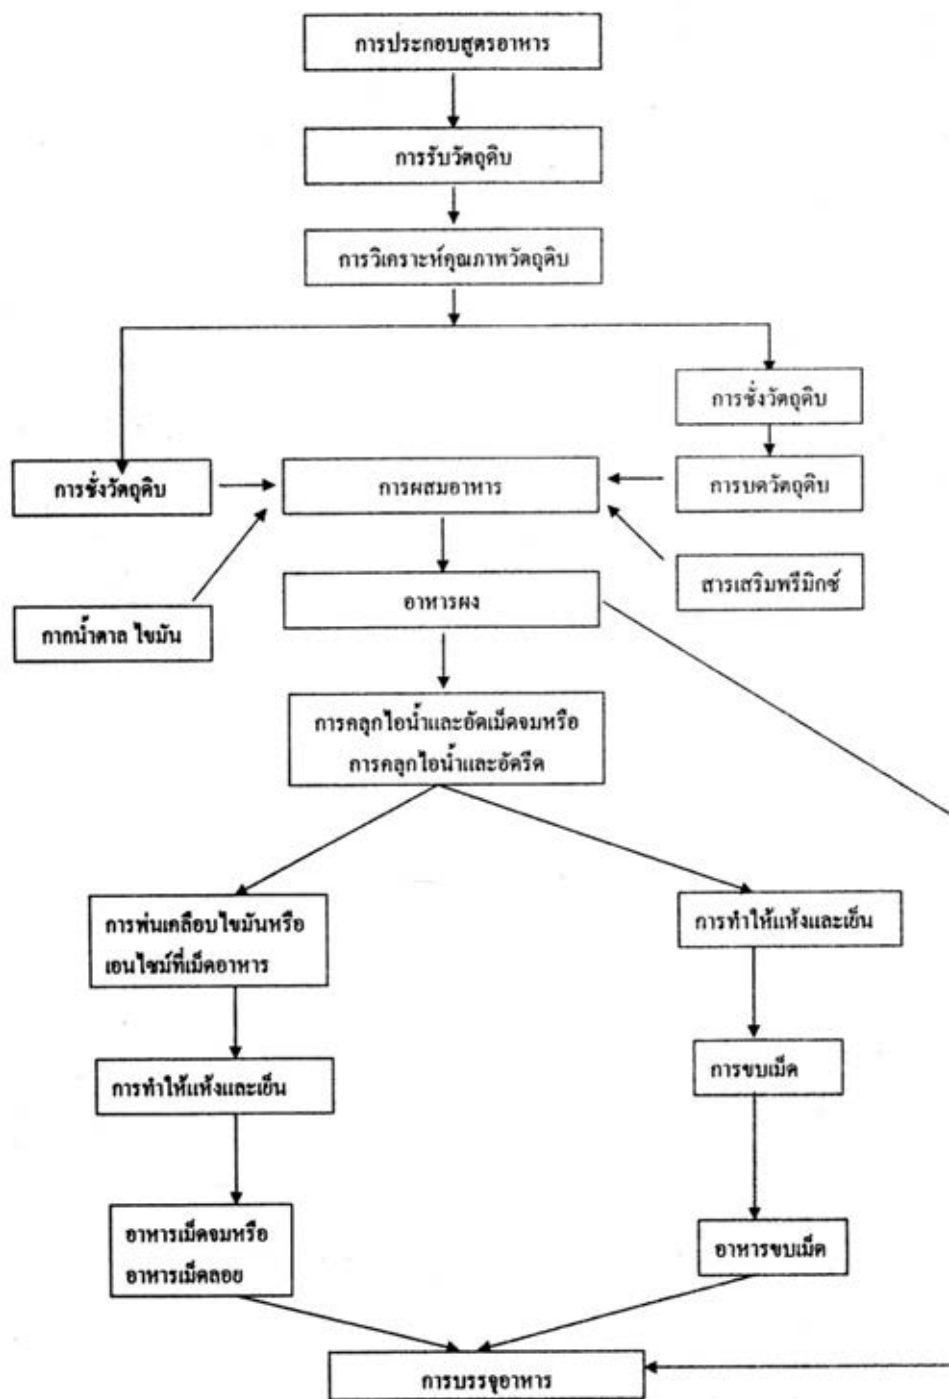 การประกอบสูตรอาหาร
การรับวัตถุดิบ
การวิเคราะห์คุณภาพวัตถุดิบ
การชั่งวัตถุดิบ
การชั่งวัตถุดิบ
การผสมอาหาร
การบดวัตถุดิบ
อาหารผง
สารเสริมพรีมิกซ์
กากน้ำตาล ไขมัน
การคลุกไอน้ำและอัดเม็ดจมหรือ
การคลุกไอน้ำและอัดรีด
การพ่นเคลือบไขมันหรือ
เอนไซม์ที่เม็ดอาหาร
การทำให้แห้งและเย็น
การทำให้แห้งและเย็น
การขบเม็ด
อาหารเม็ดจมหรือ
อาหารเม็ดลอย
อาหารขบเม็ด
การบรรจุอาหาร